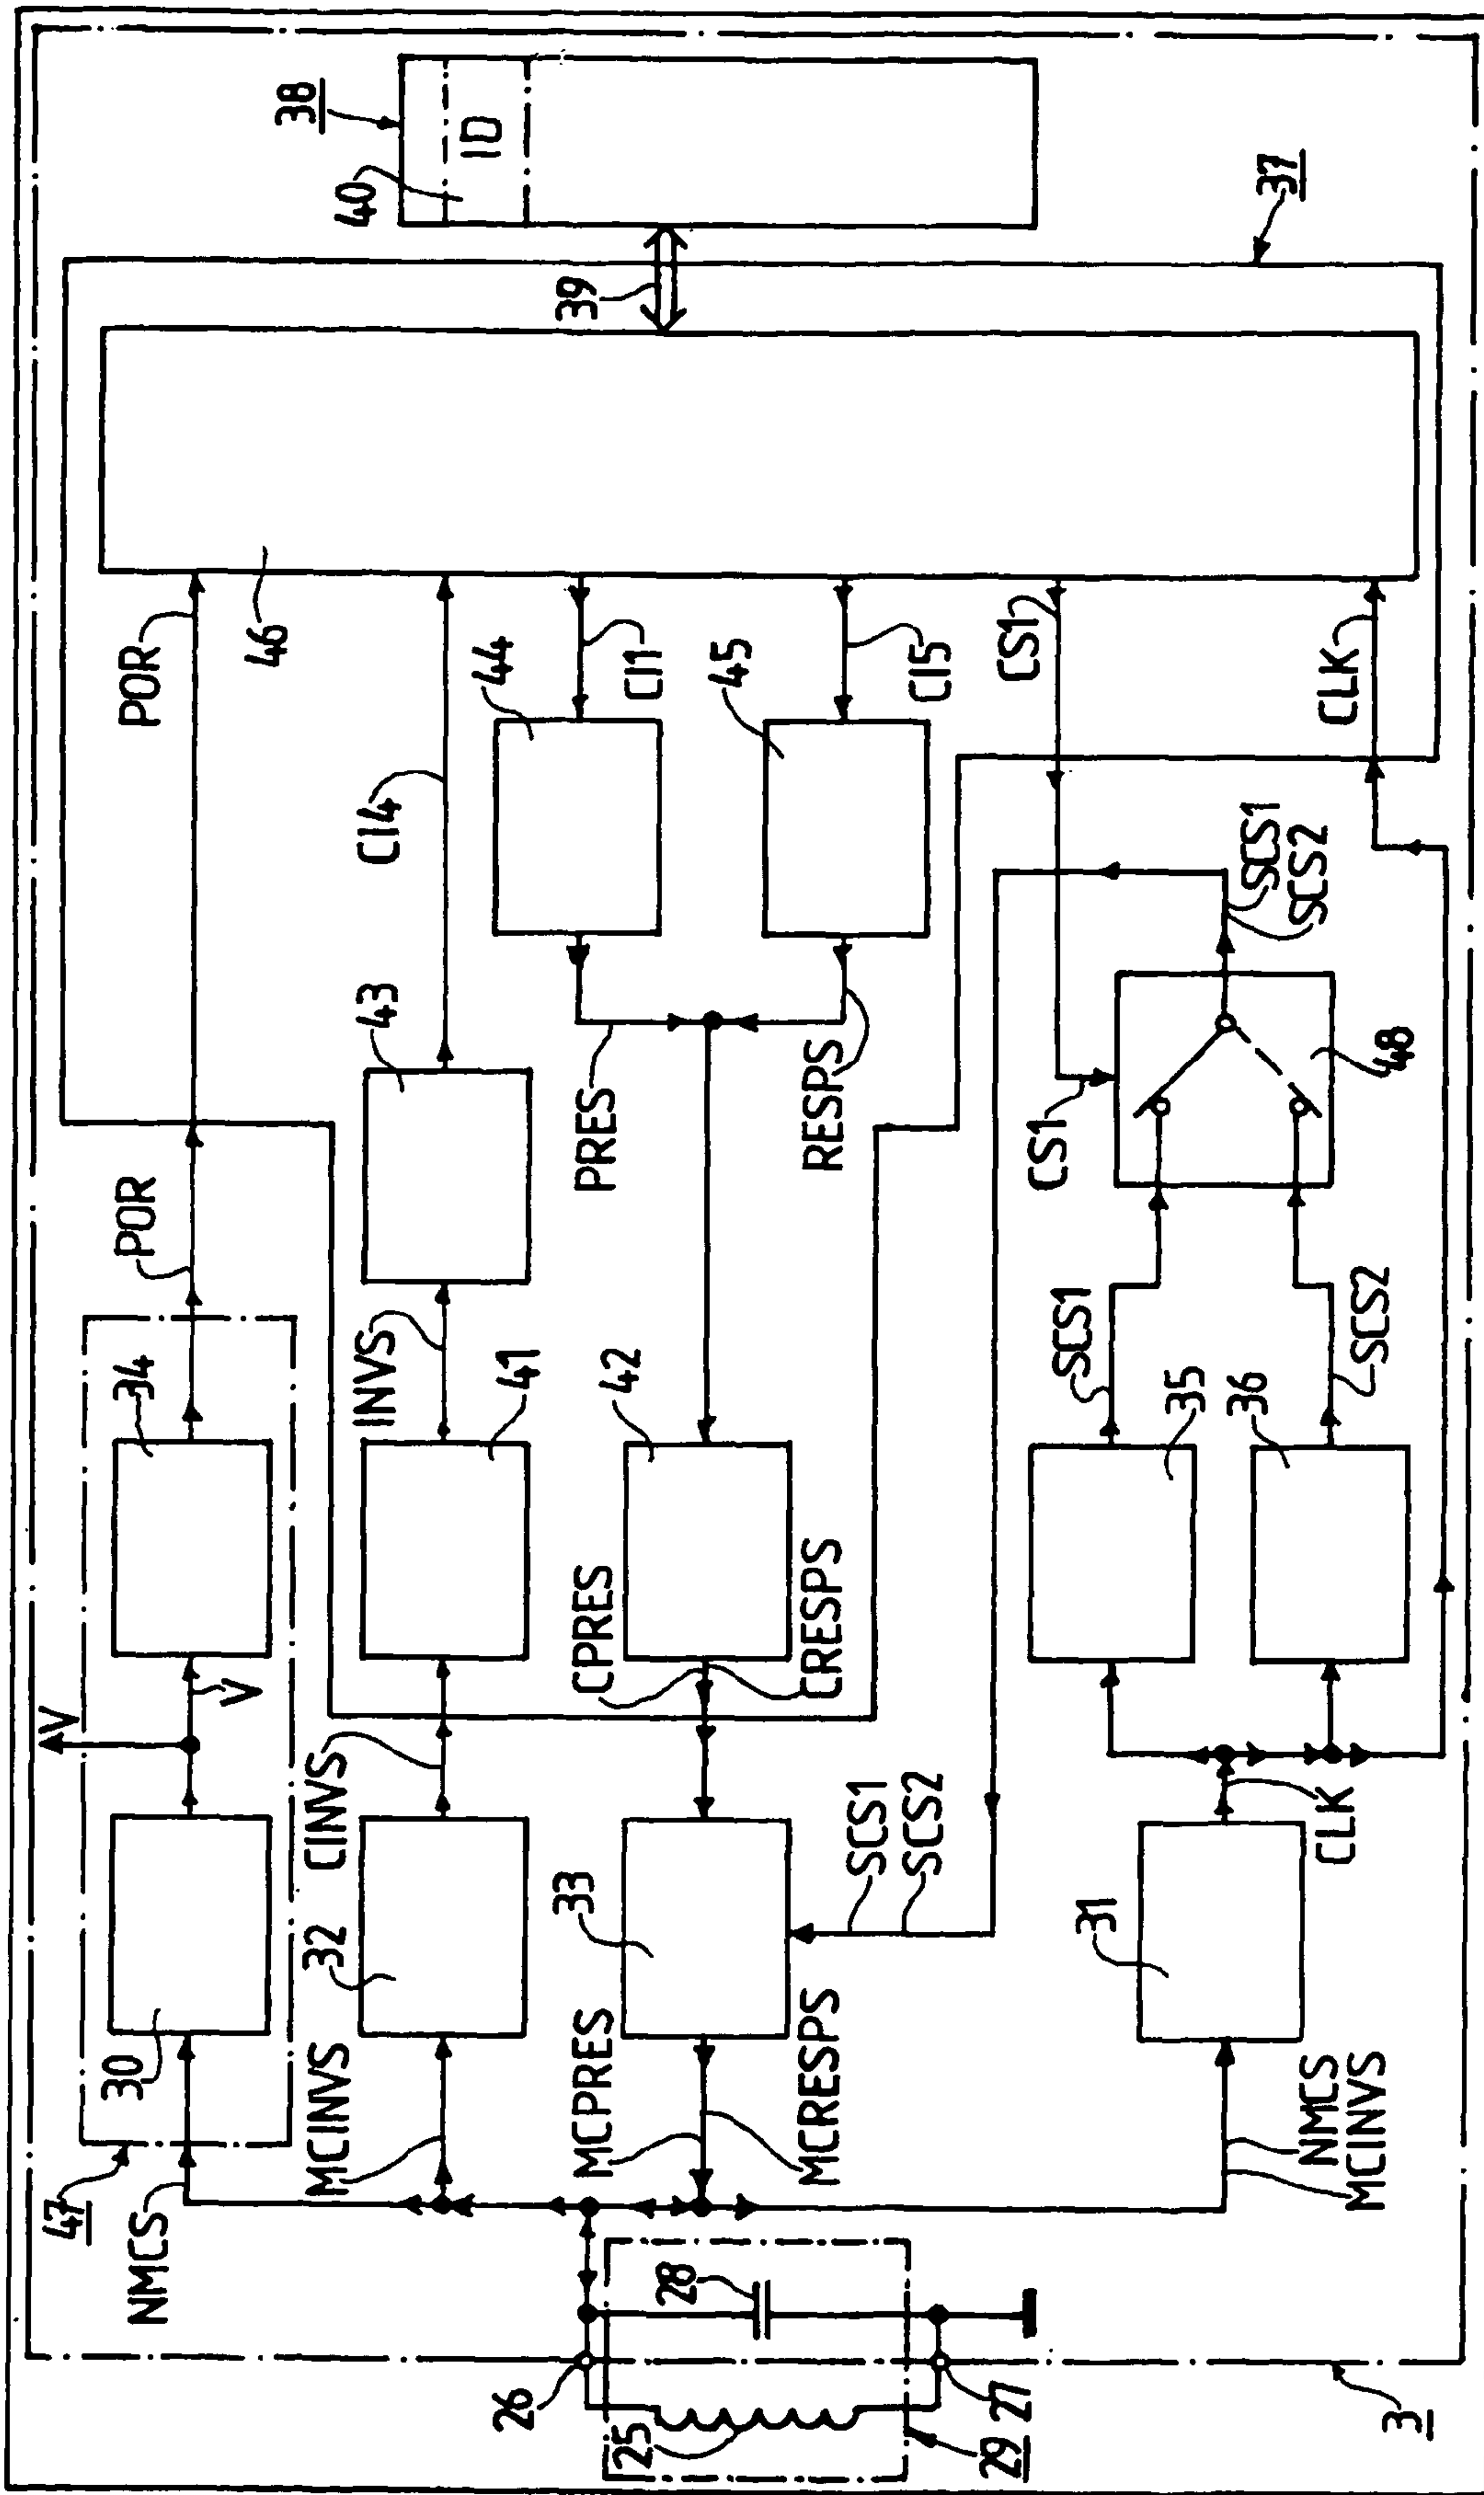 47
NMCS
30
V
V
34
POR
POR
46
38
40
ID
39
37
MCINVS
32
CINVS
41
INVS
43
CI4
44
CI1
45
CI5
MCPRES
MCRESPS
33
CPRES
CRESPS
42
PRES
RESPS
SCS1
SCS2
CS1
CS1
26
25
28
29
27
3
NMCS
MCINVS
31
CLK
35
36
SCS1
SCS2
48
SCS1
SCS2
CLK